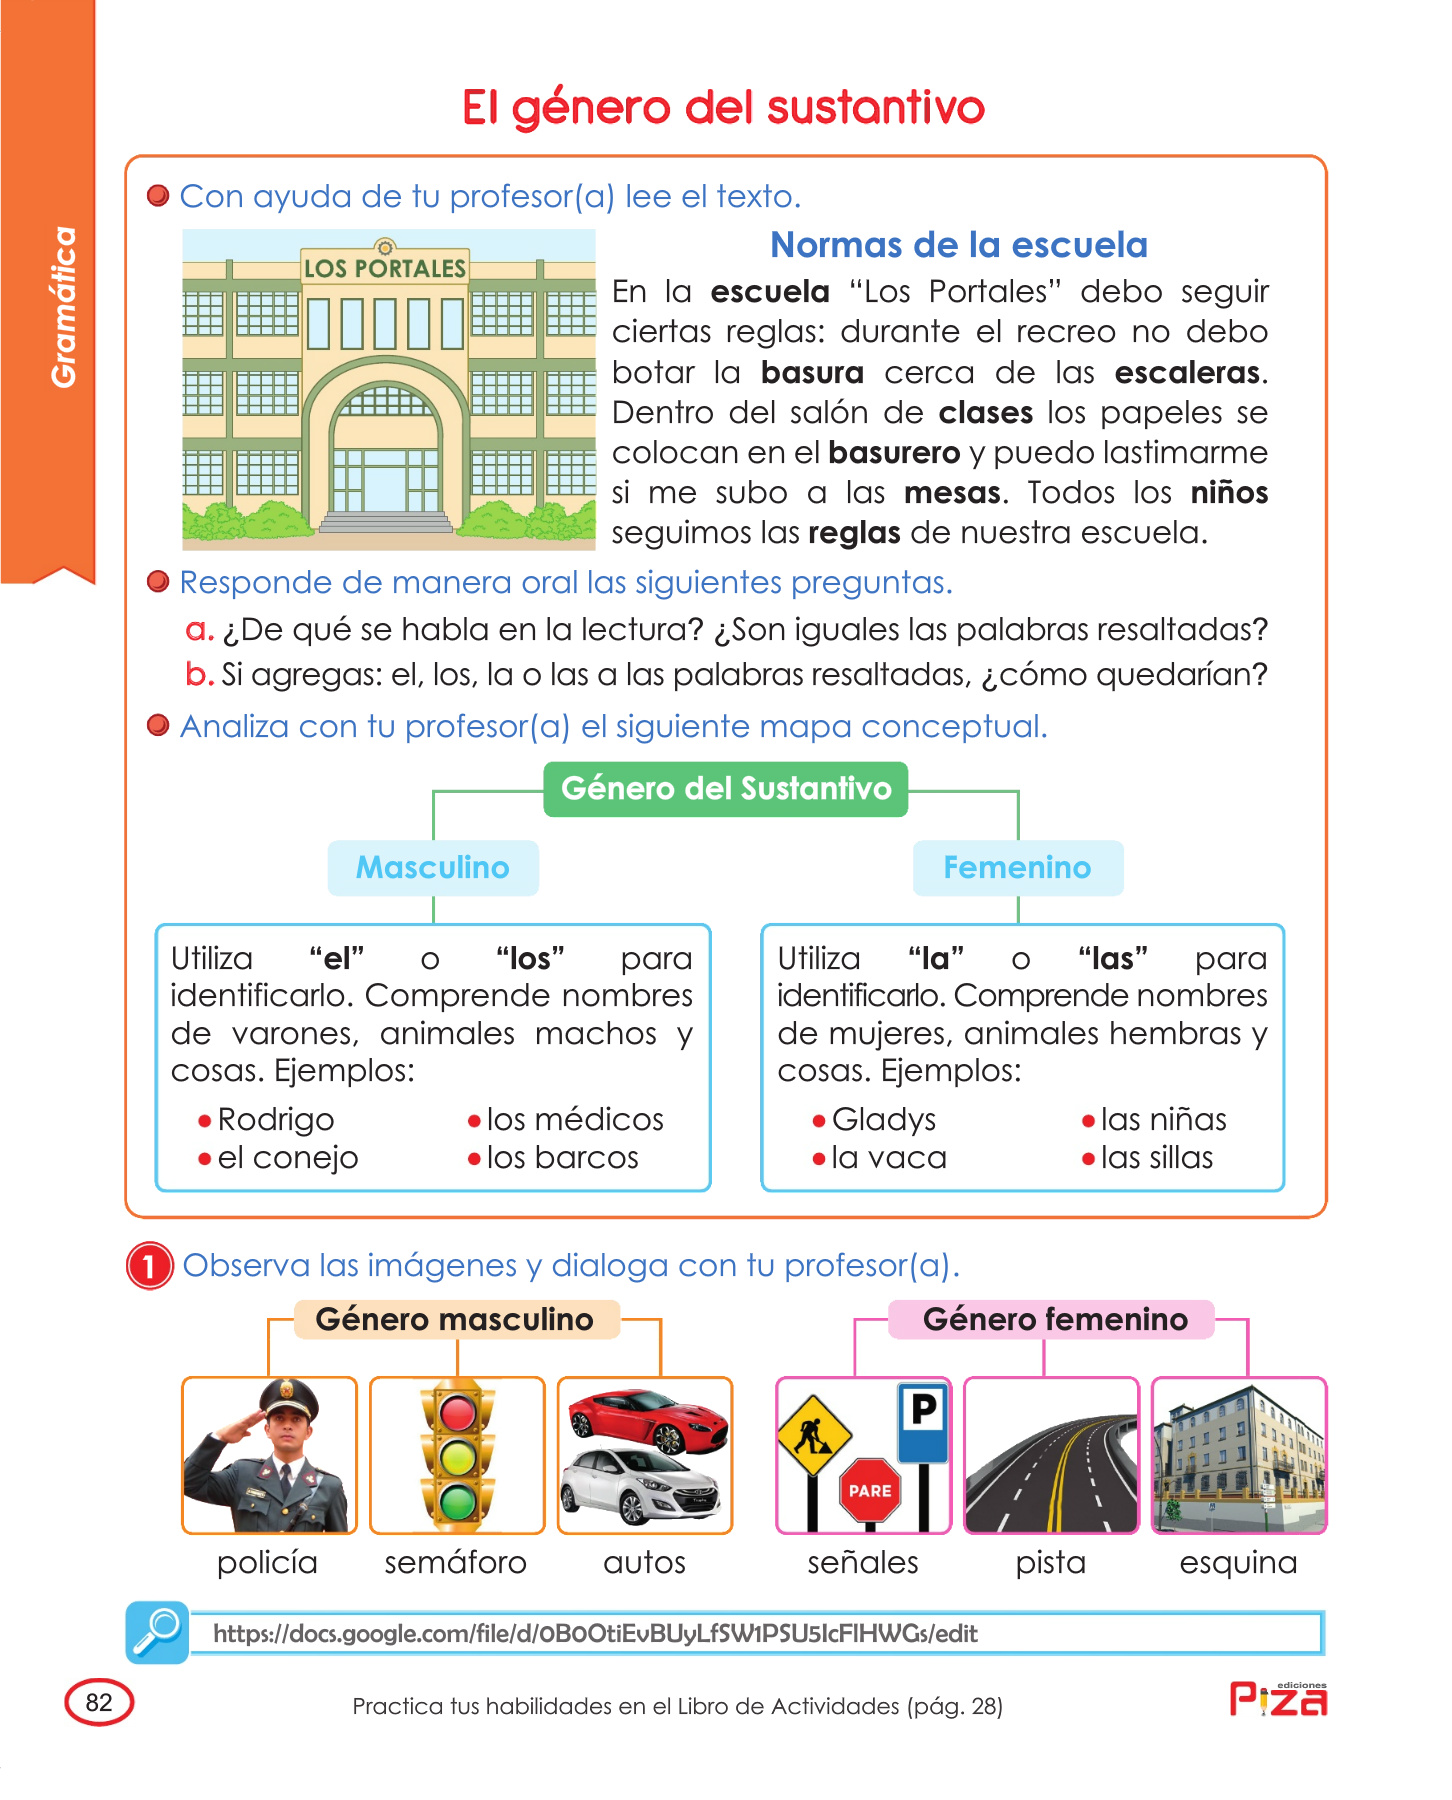 Gramática
El género del sustantivo
Con ayuda de tu profesor(a) lee el texto.
LOS PORTALES
Normas de la escuela
En la escuela “Los Portales” debo seguir
ciertas reglas: durante el recreo no debo
botar la basura cerca de las escaleras.
Dentro del salón de clases los papeles se
colocan en el basurero y puedo lastimarme
si me subo a las mesas. Todos los niños
seguimos las reglas de nuestra escuela.
Responde de manera oral las siguientes preguntas.
a. ¿De qué se habla en la lectura? ¿Son iguales las palabras resaltadas?
b. Si agregas: el, los, la o las a las palabras resaltadas, ¿cómo quedarían?
Analiza con tu profesor(a) el siguiente mapa conceptual.
Género del Sustantivo
Masculino
Utiliza “el” o “los” para
identificarlo. Comprende nombres
de varones, animales machos y
cosas. Ejemplos:
• Rodrigo • los médicos
• el conejo • los barcos
Femenino
Utiliza “la” o “las” para
identificarlo. Comprende nombres
de mujeres, animales hembras y
cosas. Ejemplos:
• Gladys • las niñas
• la vaca • las sillas
1 Observa las imágenes y dialoga con tu profesor(a).
Género masculino
policía semáforo autos
Género femenino
P
PARE
señales pista esquina
https://docs.google.com/file/d/0B0OtiEvBUyLfSW1PSU5IcFlHWGs/edit
82
Practica tus habilidades en el Libro de Actividades (pág. 28)
ediciones
Piza